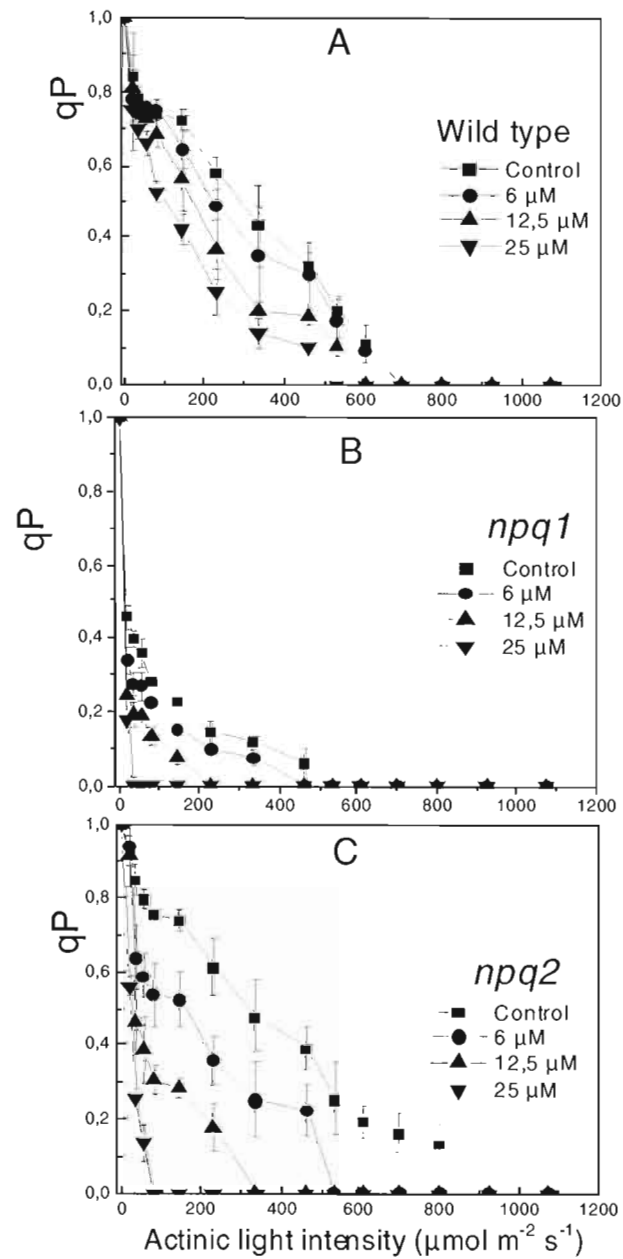 A
qP
1,0
0,8
0,6
0,4
0,2
0,0
0 200 400 600 800 1000 1200
Wild type
Control
6 μM
12,5 μM
25 μM
B
qP
1,0
0,8
0,6
0,4
0,2
0,0
0 200 400 600 800 1000 1200
npq1
Control
6 μM
12,5 μM
25 μM
C
qP
1,0
0,8
0,6
0,4
0,2
0,0
0 200 400 600 800 1000 1200
npq2
Control
6 μM
12,5 μM
25 μM
Actinic light intensity (μmol m⁻² s⁻¹)